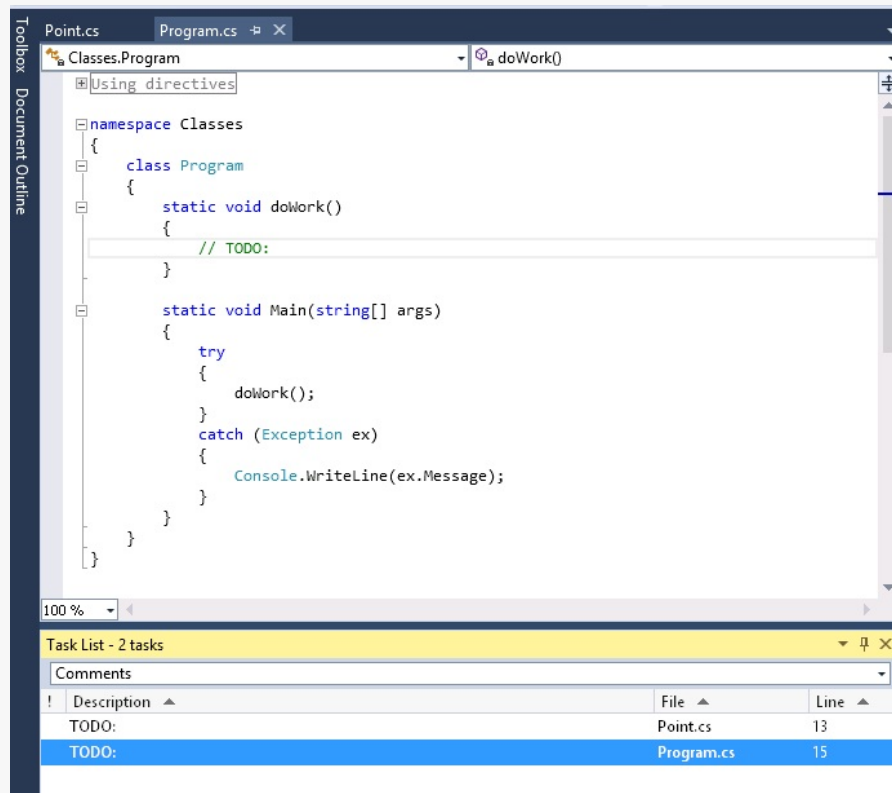 Toolbox
Document Outline
Point.cs Program.cs
Classes.Program doWork()
Using directives
namespace Classes
{
class Program
{
static void doWork()
{
// TODO:
}
static void Main(string[] args)
{
try
{
doWork();
}
catch (Exception ex)
{
Console.WriteLine(ex.Message);
}
}
}
}
100 %
Task List - 2 tasks
Comments
! Description File Line
TODO: Point.cs 13
TODO: Program.cs 15